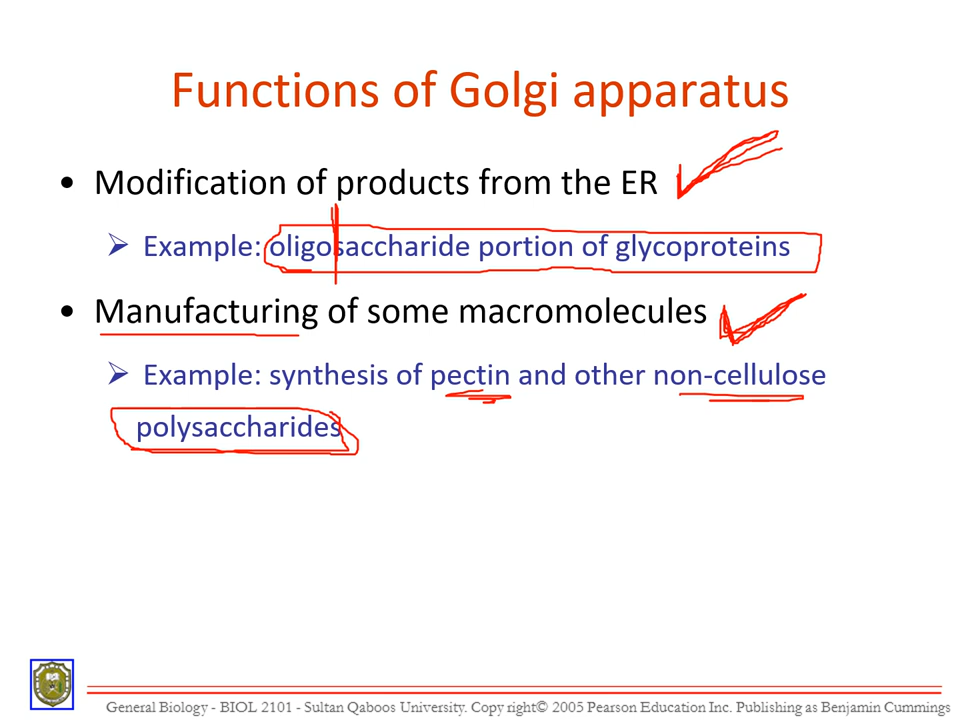 Functions of Golgi apparatus
• Modification of products from the ER
➢ Example: oligosaccharide portion of glycoproteins
• Manufacturing of some macromolecules
➢ Example: synthesis of pectin and other non-cellulose
polysaccharides
General Biology - BIOL 2101 - Sultan Qaboos University. Copy right© 2005 Pearson Education Inc. Publishing as Benjamin Cummings